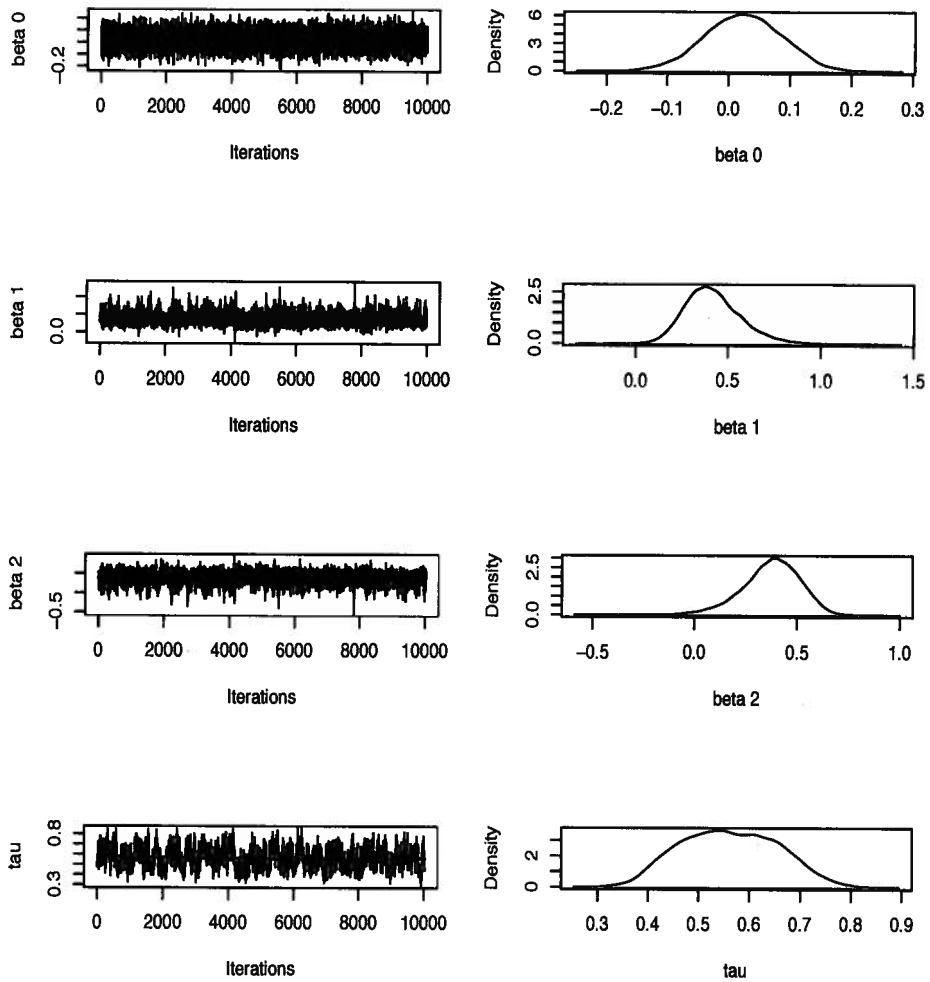 beta 0
−0.2
0 2000 4000 6000 8000 10000
Iterations
Density
0 3 6
−0.2 −0.1 0.0 0.1 0.2 0.3
beta 0
beta 1
0.0
0 2000 4000 6000 8000 10000
Iterations
Density
0.0 2.5
0.0 0.5 1.0 1.5
beta 1
beta 2
−0.5
0 2000 4000 6000 8000 10000
Iterations
Density
0.0 2.5
−0.5 0.0 0.5 1.0
beta 2
tau
0.3 0.8
0 2000 4000 6000 8000 10000
Iterations
Density
0 2
0.3 0.4 0.5 0.6 0.7 0.8 0.9
tau